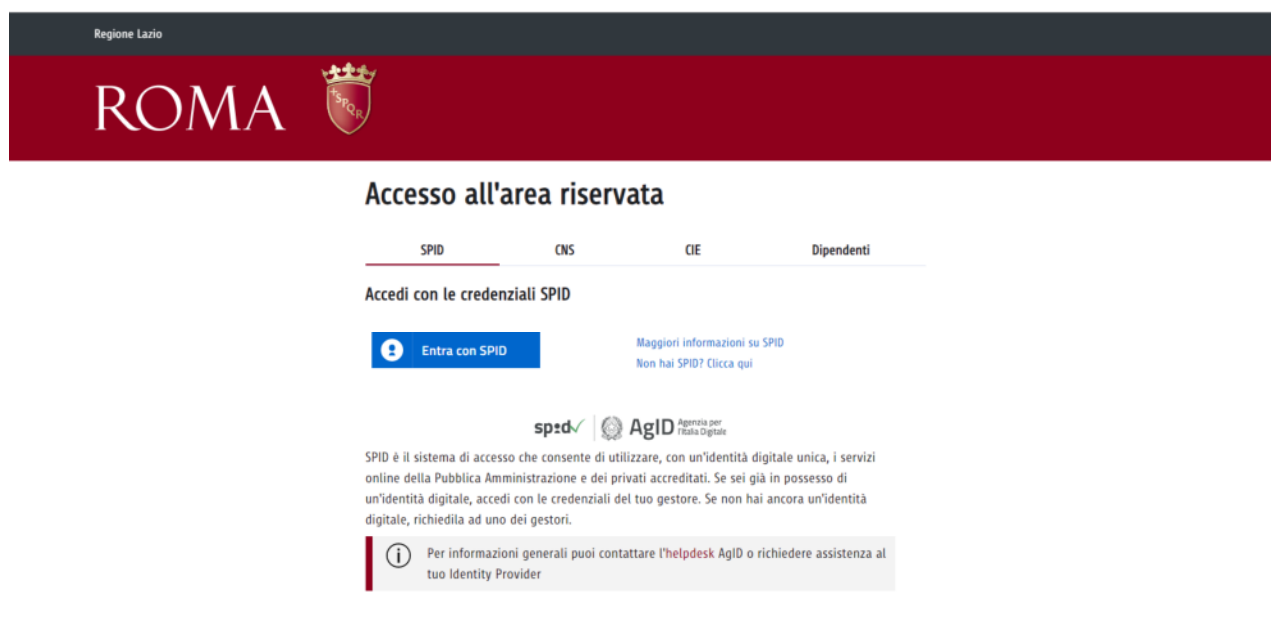 Regione Lazio
ROMA
SPQR
Accesso all'area riservata
SPID
CNS
CIE
Dipendenti
Accedi con le credenziali SPID
Entra con SPID
Maggiori informazioni su SPID
Non hai SPID? Clicca qui
sp:d
AgID
Agenzia per
l'Italia Digitale
SPID è il sistema di accesso che consente di utilizzare, con un'identità digitale unica, i servizi
online della Pubblica Amministrazione e dei privati accreditati. Se sei già in possesso di
un'identità digitale, accedi con le credenziali del tuo gestore. Se non hai ancora un'identità
digitale, richiedila ad uno dei gestori.
Per informazioni generali puoi contattare l'helpdesk AgID o richiedere assistenza al
tuo Identity Provider